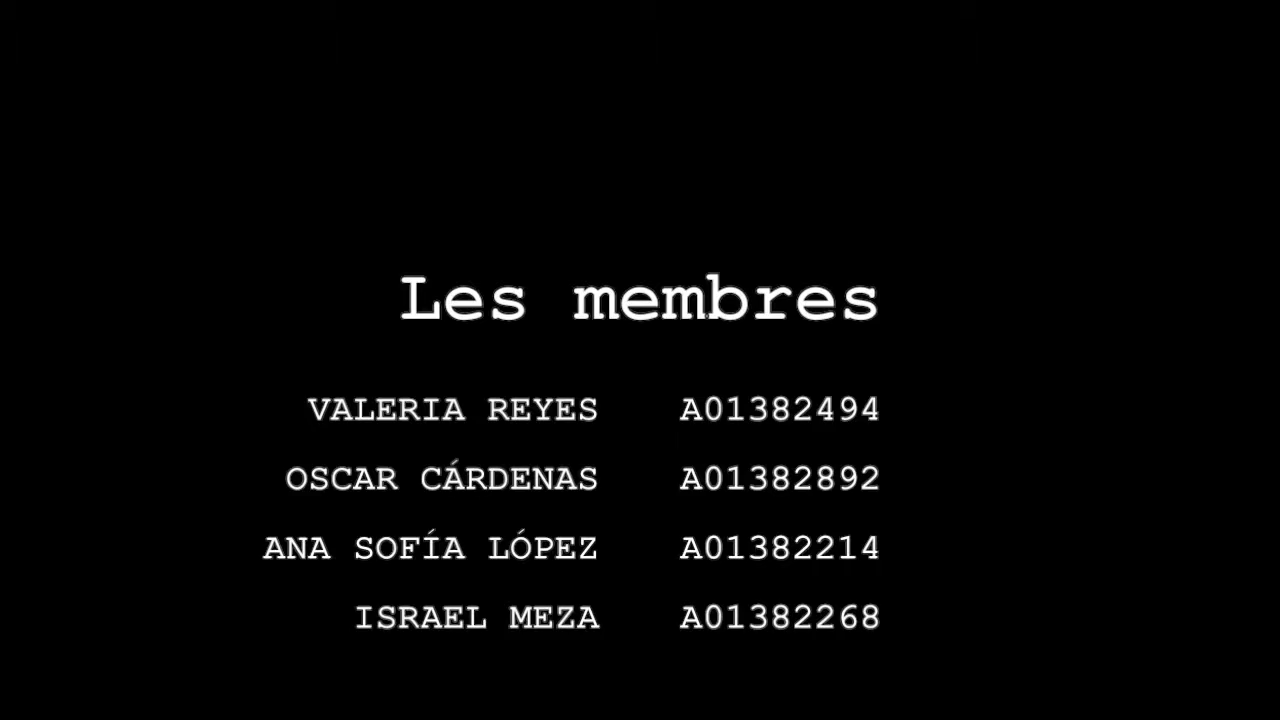 Les membres
VALERIA REYES A01382494
OSCAR CÁRDENAS A01382892
ANA SOFÍA LÓPEZ A01382214
ISRAEL MEZA A01382268